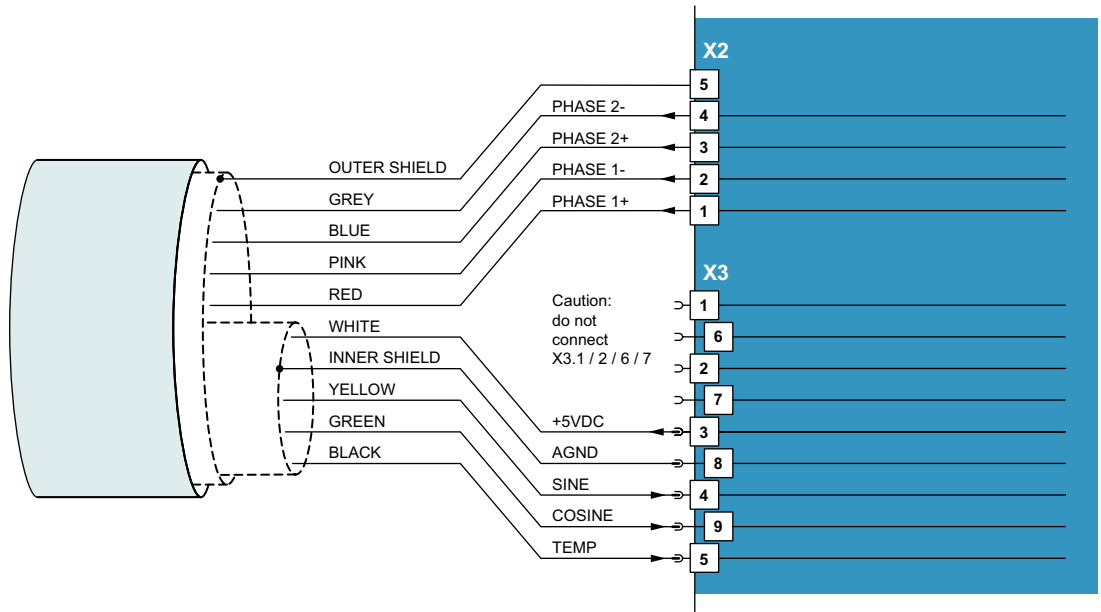 X2
5
PHASE 2- 4
PHASE 2+ 3
OUTER SHIELD PHASE 1- 2
GREY PHASE 1+ 1
BLUE
PINK X3
RED Caution: 1
do not
WHITE connect 6
INNER SHIELD X3.1 / 2 / 6 / 7 2
YELLOW 7
GREEN +5VDC 3
BLACK AGND 8
SINE 4
COSINE 9
TEMP 5